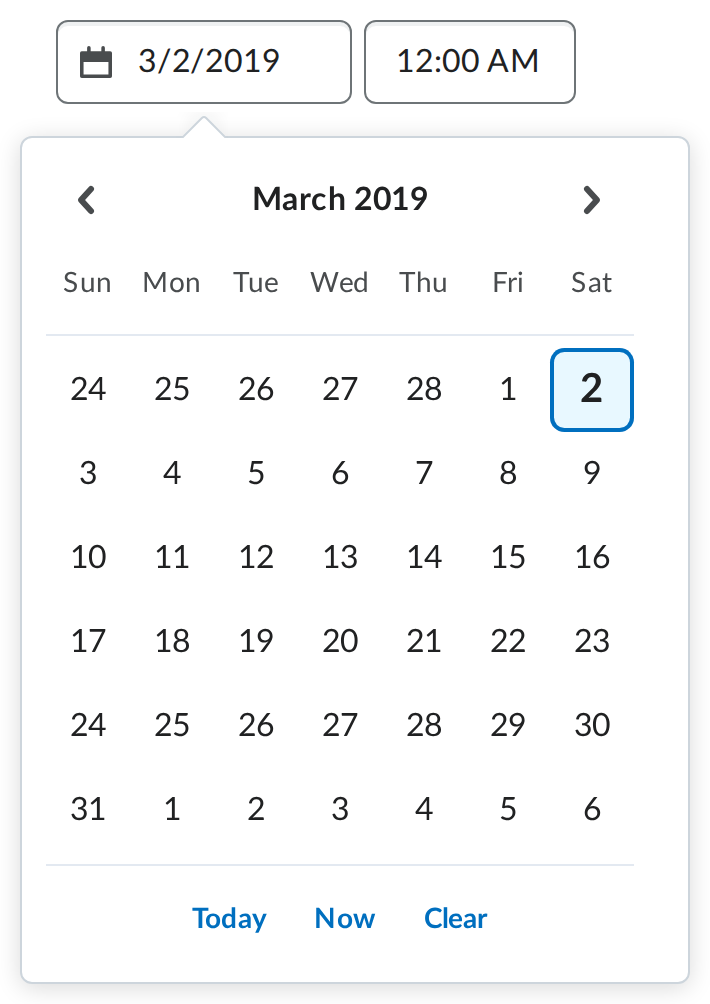 3/2/2019 12:00 AM
March 2019
Sun Mon Tue Wed Thu Fri Sat
24 25 26 27 28 1 2
3 4 5 6 7 8 9
10 11 12 13 14 15 16
17 18 19 20 21 22 23
24 25 26 27 28 29 30
31 1 2 3 4 5 6
Today Now Clear